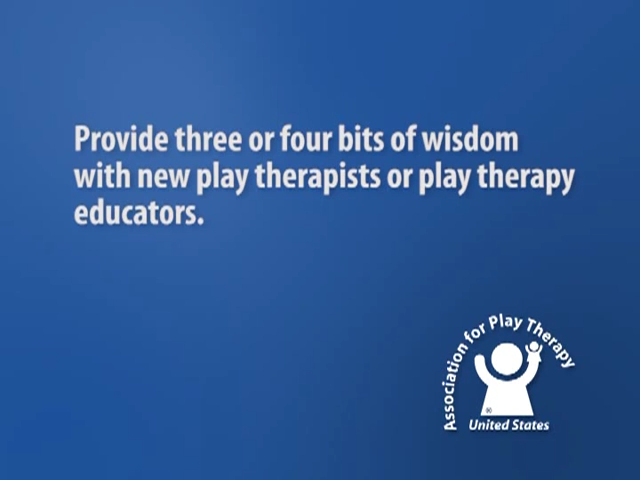 Provide three or four bits of wisdom
with new play therapists or play therapy
educators.
Association for Play Therapy
®
United States